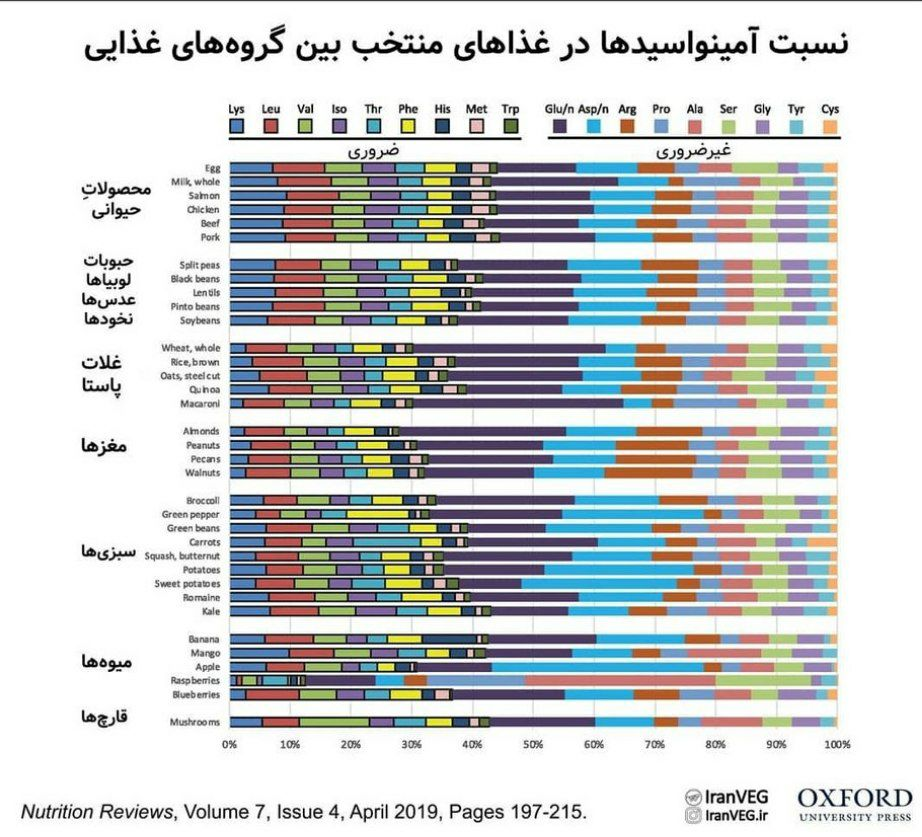 نسبت آمینواسیدها در غذاهای منتخب بین گروه‌های غذایی
Lys Leu Val Iso Thr Phe His Met Trp Glu/n Asp/n Arg Pro Ala Ser Gly Tyr Cys
ضروری غیرضروری
محصولاتِ
حیوانی
Egg
Milk, whole
Salmon
Chicken
Beef
Pork
حبوبات
لوبیاها
عدس‌ها
نخودها
Split peas
Black beans
Lentils
Pinto beans
Soybeans
غلات
پاستا
Wheat, whole
Rice, brown
Oats, steel cut
Quinoa
Macaroni
مغزها
Almonds
Peanuts
Pecans
Walnuts
سبزی‌ها
Broccoli
Green pepper
Green beans
Carrots
Squash, butternut
Potatoes
Sweet potatoes
Romaine
Kale
میوه‌ها
Banana
Mango
Apple
Raspberries
Blueberries
قارچ‌ها
Mushrooms
0% 10% 20% 30% 40% 50% 60% 70% 80% 90% 100%
Nutrition Reviews, Volume 7, Issue 4, April 2019, Pages 197-215.
IranVEG
IranVEG.ir
OXFORD
UNIVERSITY PRESS